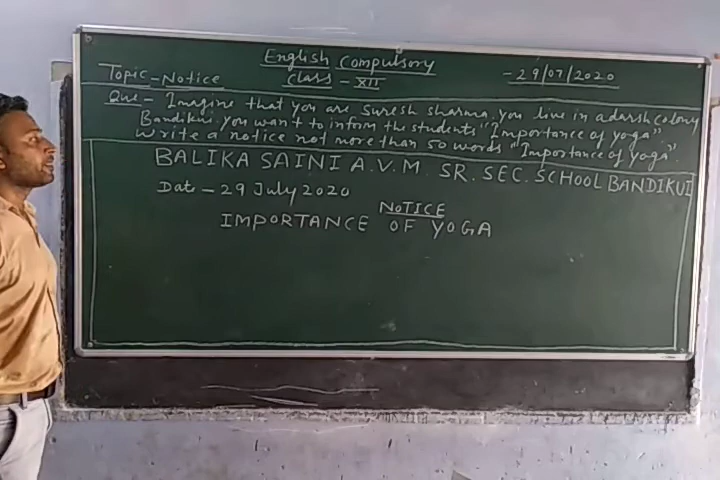 English Compulsory
Topic-Notice
Class - XII
-29/07/2020
Que - Imagine that you are Suresh sharma. you live in adarsh colony
Bandikui. you want to inform the students "Importance of yoga"
write a notice not more than 50 words "Importance of yoga".
BALIKA SAINI A.V.M. SR. SEC. SCHOOL BANDIKUI
Date - 29 July 2020
NOTICE
IMPORTANCE OF YOGA